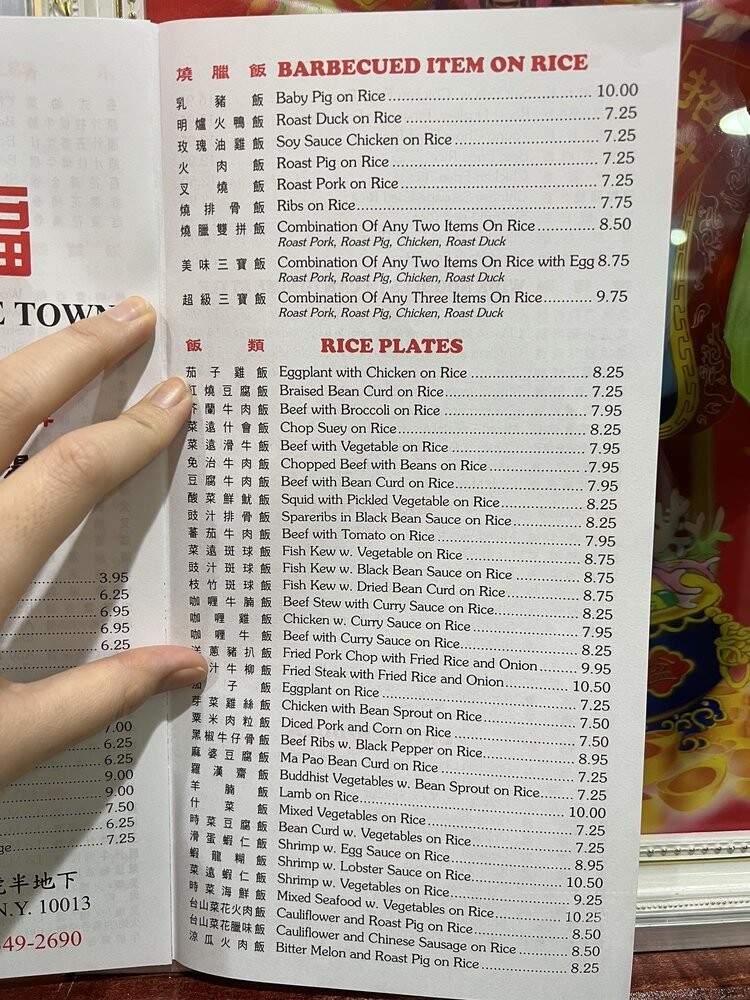 福
E TOWN
3.95
6.25
6.95
6.95
6.25
7.00
6.25
6.25
9.00
9.00
7.50
6.25
ge 7.25
半地下
N.Y. 10013
49-2690
燒臘飯 BARBECUED ITEM ON RICE
乳豬飯 Baby Pig on Rice 10.00
明爐火鴨飯 Roast Duck on Rice 7.25
玫瑰油雞飯 Soy Sauce Chicken on Rice 7.25
火肉飯 Roast Pig on Rice 7.25
叉燒飯 Roast Pork on Rice 7.25
燒排骨飯 Ribs on Rice 7.75
燒臘雙拼飯 Combination Of Any Two Items On Rice 8.50
Roast Pork, Roast Pig, Chicken, Roast Duck
美味三寶飯 Combination Of Any Two Items On Rice with Egg 8.75
Roast Pork, Roast Pig, Chicken, Roast Duck
超級三寶飯 Combination Of Any Three Items On Rice 9.75
Roast Pork, Roast Pig, Chicken, Roast Duck
飯類 RICE PLATES
茄子雞飯 Eggplant with Chicken on Rice 8.25
紅燒豆腐飯 Braised Bean Curd on Rice 7.25
芥蘭牛肉飯 Beef with Broccoli on Rice 7.95
菜遠什會飯 Chop Suey on Rice 8.25
菜遠滑牛飯 Beef with Vegetable on Rice 7.95
免治牛肉飯 Chopped Beef with Beans on Rice 7.95
豆腐牛肉飯 Beef with Bean Curd on Rice 7.95
酸菜鮮魷飯 Squid with Pickled Vegetable on Rice 8.25
豉汁排骨飯 Spareribs in Black Bean Sauce on Rice 8.25
蕃茄牛肉飯 Beef with Tomato on Rice 7.95
菜遠斑球飯 Fish Kew w. Vegetable on Rice 8.75
豉汁斑球飯 Fish Kew w. Black Bean Sauce on Rice 8.75
枝竹斑球飯 Fish Kew w. Dried Bean Curd on Rice 8.75
咖喱牛腩飯 Beef Stew with Curry Sauce on Rice 8.25
咖喱雞飯 Chicken w. Curry Sauce on Rice 7.95
咖喱牛飯 Beef with Curry Sauce on Rice 8.25
洋蔥豬扒飯 Fried Pork Chop with Fried Rice and Onion 9.95
汁牛柳飯 Fried Steak with Fried Rice and Onion 10.50
茄子飯 Eggplant on Rice 7.25
芽菜雞絲飯 Chicken with Bean Sprout on Rice 7.50
粟米肉粒飯 Diced Pork and Corn on Rice 7.50
黑椒牛仔骨飯 Beef Ribs w. Black Pepper on Rice 8.95
麻婆豆腐飯 Ma Pao Bean Curd on Rice 7.25
羅漢齋飯 Buddhist Vegetables w. Bean Sprout on Rice 7.25
羊腩飯 Lamb on Rice 10.00
什菜飯 Mixed Vegetables on Rice 7.25
時菜豆腐飯 Bean Curd w. Vegetables on Rice 7.25
滑蛋蝦仁飯 Shrimp w. Egg Sauce on Rice 8.95
蝦龍糊飯 Shrimp w. Lobster Sauce on Rice 10.50
菜遠蝦仁飯 Shrimp w. Vegetables on Rice 9.25
時菜海鮮飯 Mixed Seafood w. Vegetables on Rice 10.25
台山菜花火肉飯 Cauliflower and Roast Pig on Rice 8.50
台山菜花臘味飯 Cauliflower and Chinese Sausage on Rice 8.50
涼瓜火肉飯 Bitter Melon and Roast Pig on Rice 8.25